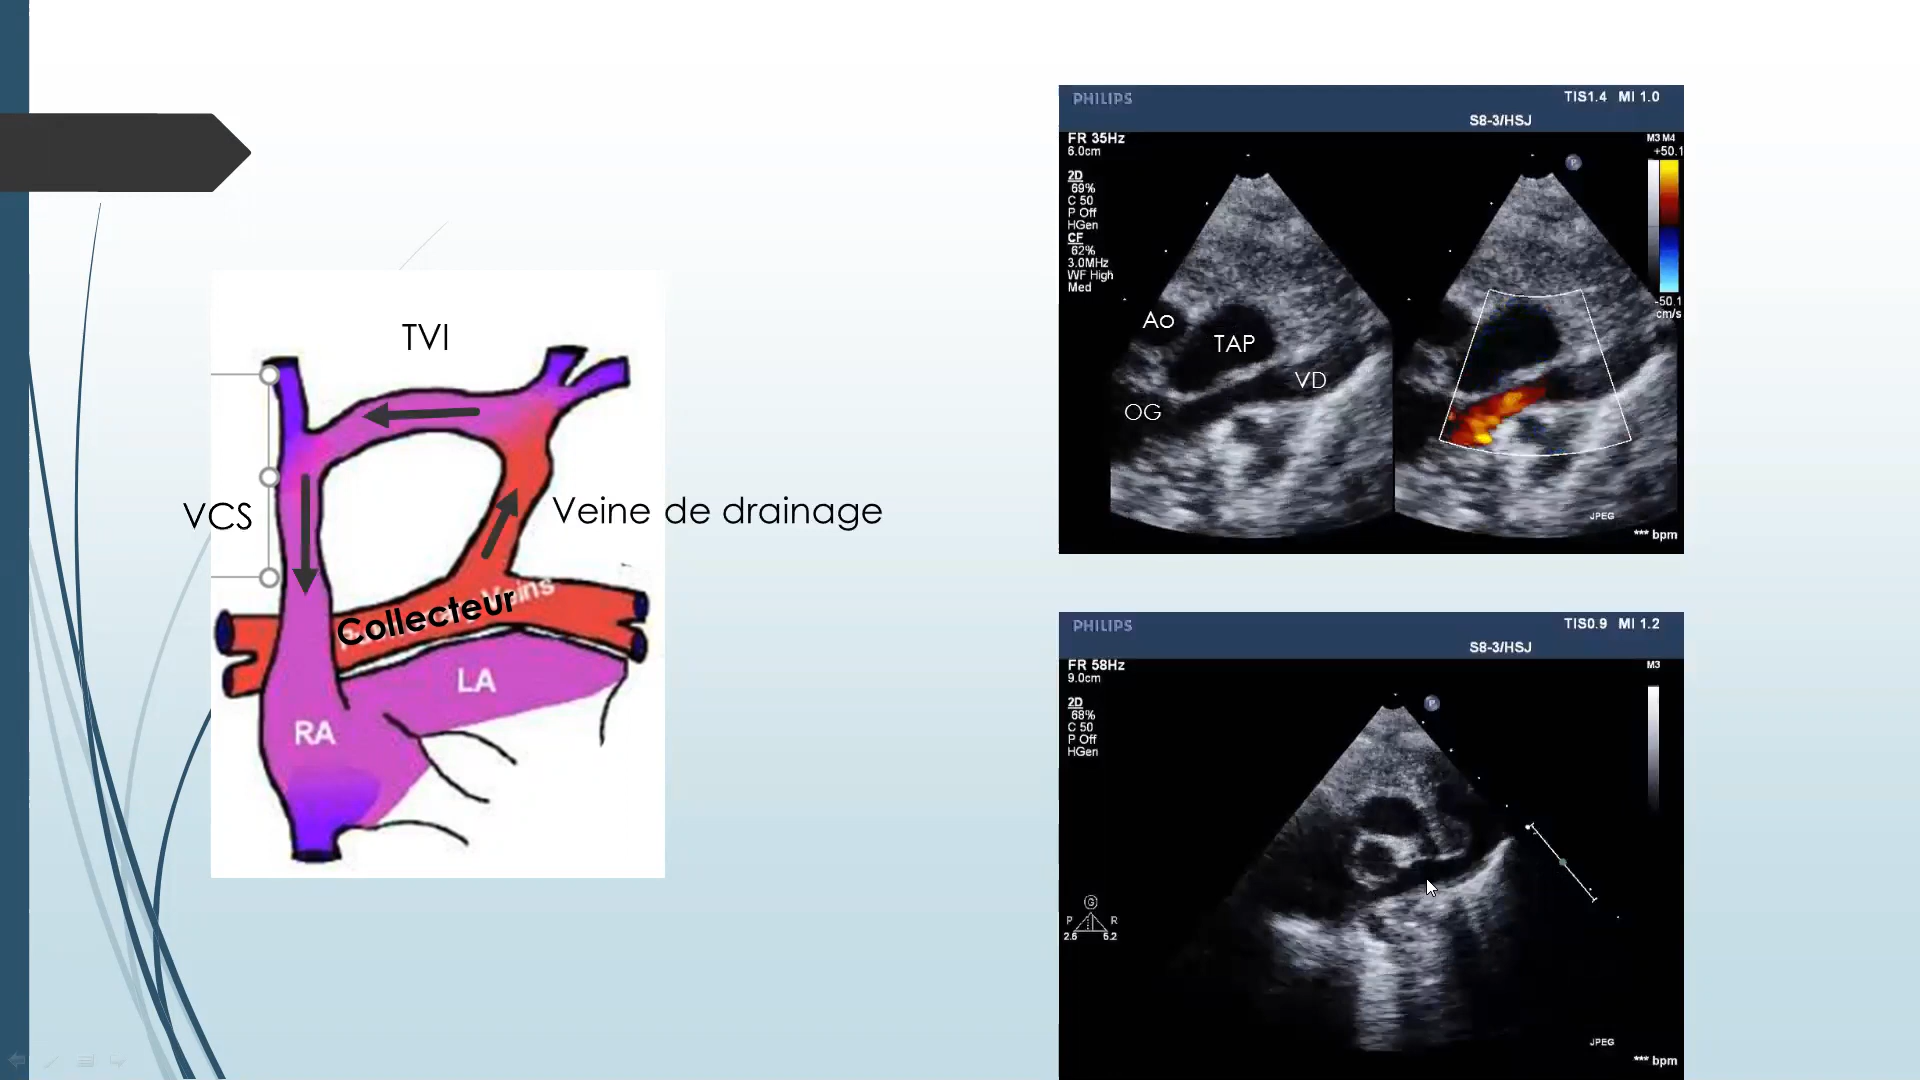 TVI
VCS
Veine de drainage
Collecteur
Veins
LA
RA
PHILIPS
TIS1.4 MI 1.0
S8-3/HSJ
FR 35Hz
6.0cm
M3 M4
+50.1
2D
69%
C 50
P Off
HGen
CF
62%
3.0MHz
WF High
Med
P
-50.1
cm/s
Ao
TAP
VD
OG
JPEG
*** bpm
PHILIPS
TIS0.9 MI 1.2
S8-3/HSJ
FR 58Hz
9.0cm
M3
2D
68%
C 50
P Off
HGen
P
G
P R
2.6 5.2
JPEG
*** bpm